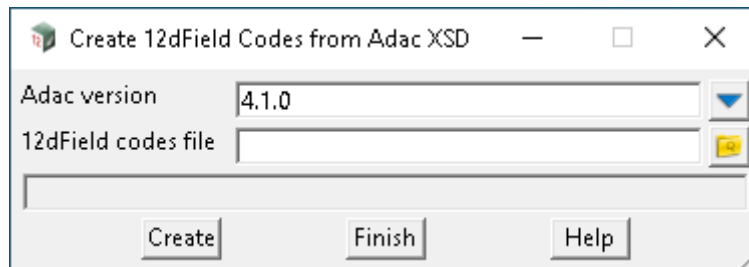 Create 12dField Codes from Adac XSD
Adac version 4.1.0
12dField codes file
Create Finish Help